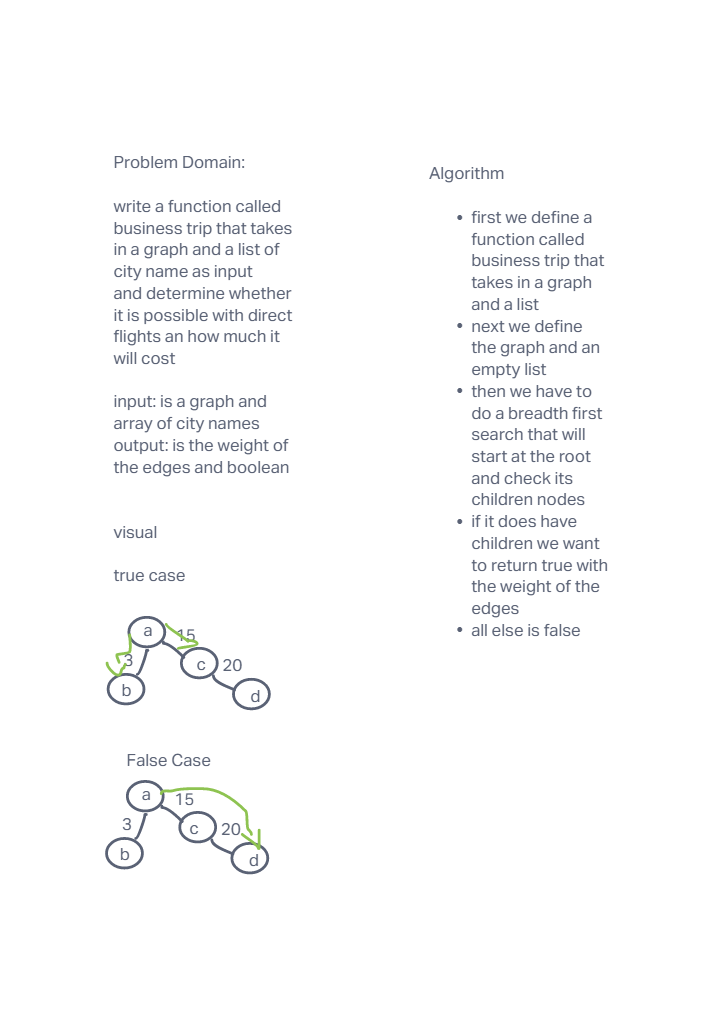 Problem Domain:
write a function called
business trip that takes
in a graph and a list of
city name as input
and determine whether
it is possible with direct
flights an how much it
will cost
input: is a graph and
array of city names
output: is the weight of
the edges and boolean
visual
true case
a
15
3
c
20
b
d
False Case
a
15
3
c
20
b
d
Algorithm
• first we define a
function called
business trip that
takes in a graph
and a list
• next we define
the graph and an
empty list
• then we have to
do a breadth first
search that will
start at the root
and check its
children nodes
• if it does have
children we want
to return true with
the weight of the
edges
• all else is false